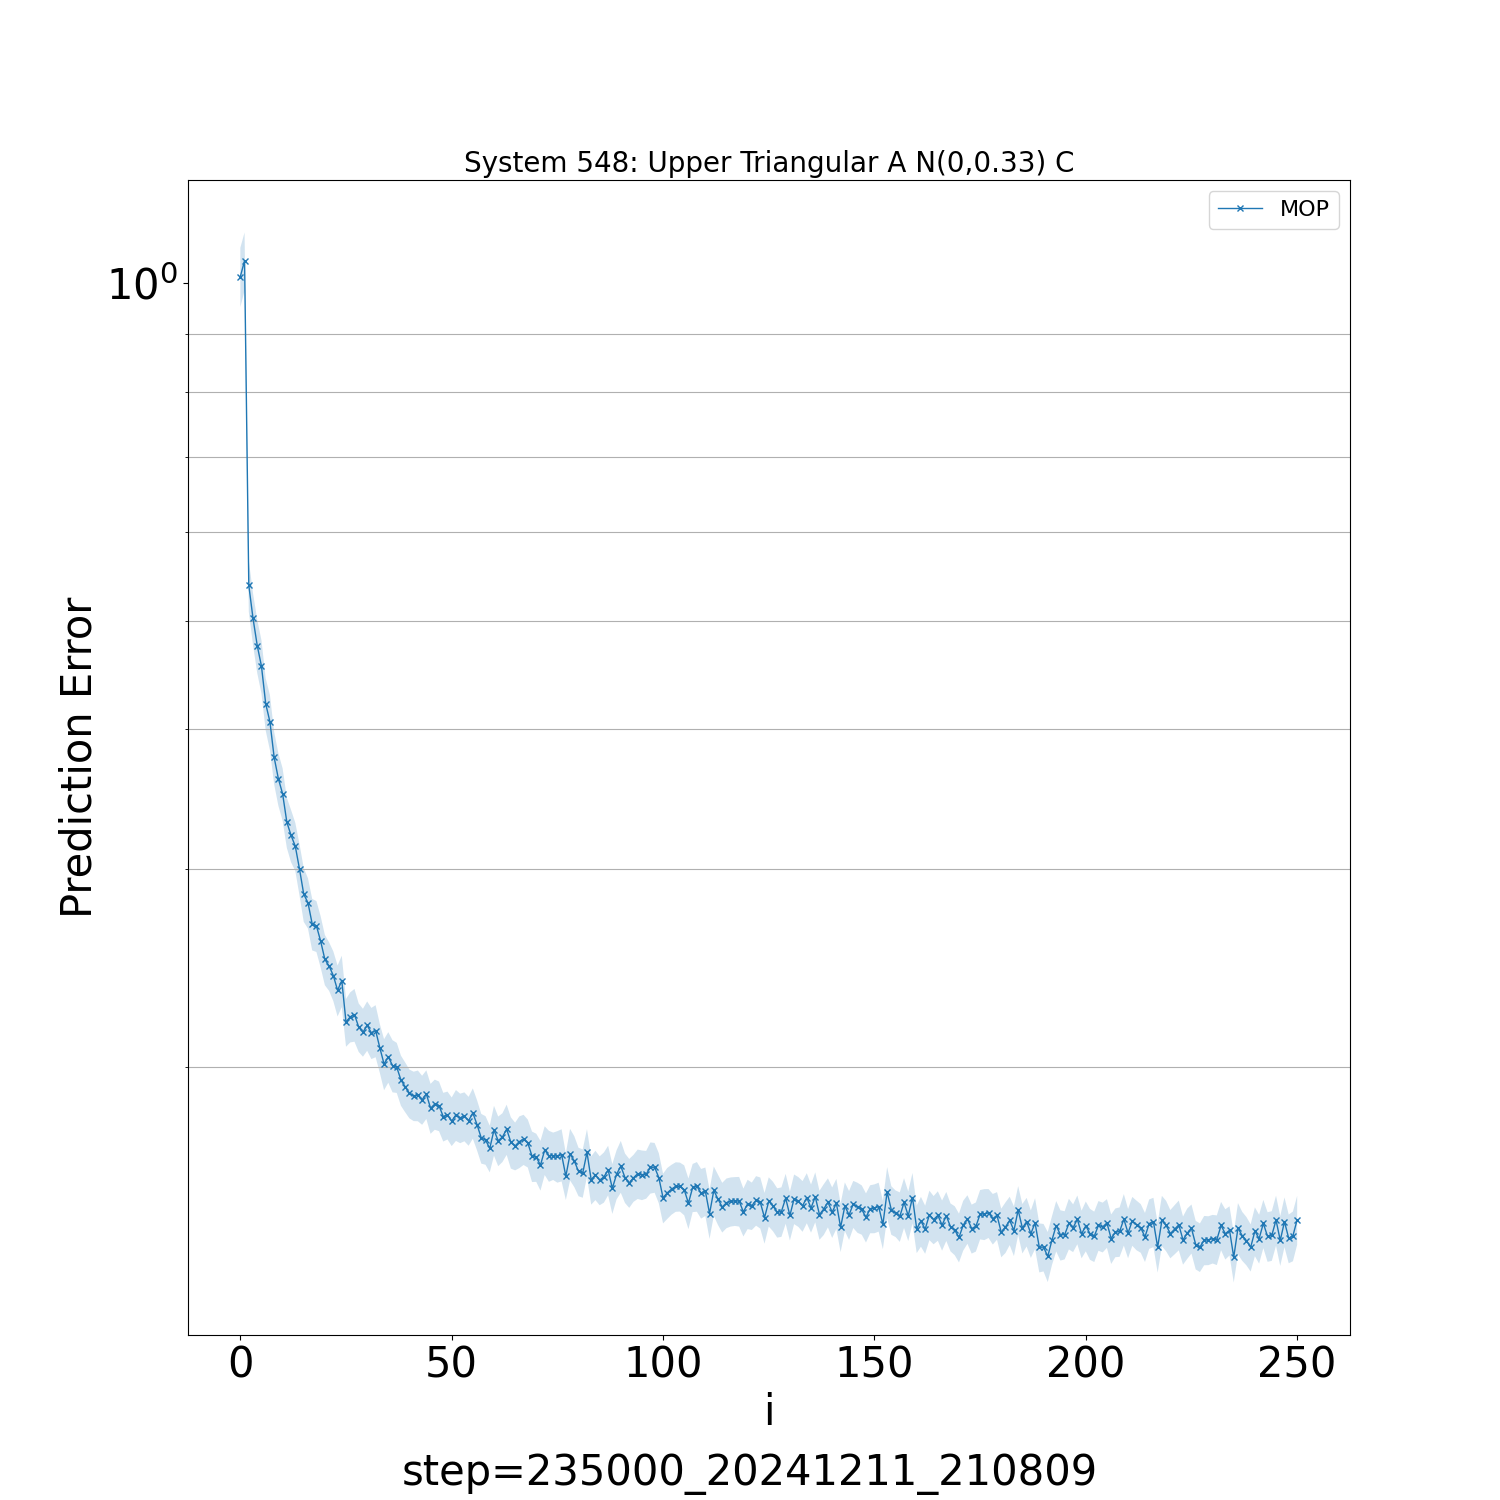 System 548: Upper Triangular A N(0,0.33) C
MOP
10⁰
Prediction Error
0 50 100 150 200 250
i
step=235000_20241211_210809